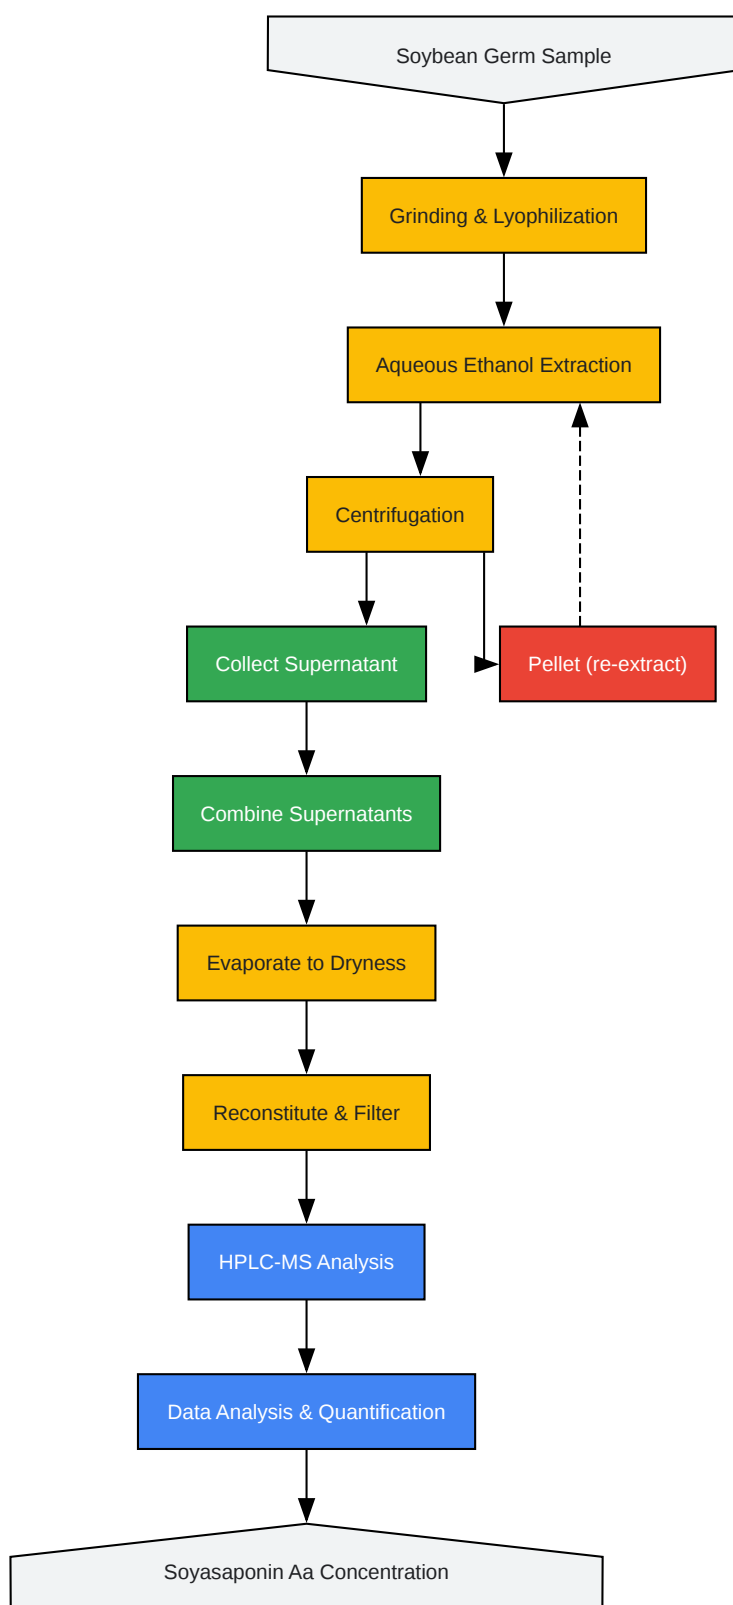 Soybean Germ Sample
Grinding & Lyophilization
Aqueous Ethanol Extraction
Centrifugation
Collect Supernatant
Pellet (re-extract)
Combine Supernatants
Evaporate to Dryness
Reconstitute & Filter
HPLC-MS Analysis
Data Analysis & Quantification
Soyasaponin Aa Concentration